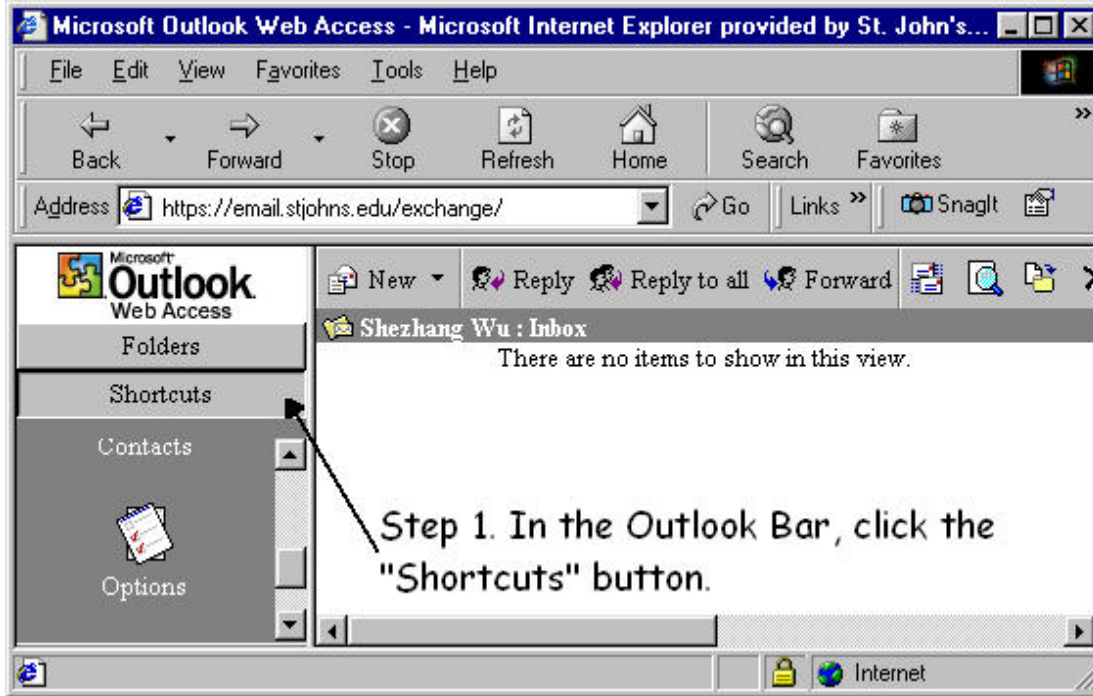 Microsoft Outlook Web Access - Microsoft Internet Explorer provided by St. John's...
File Edit View Favorites Tools Help
Back Forward Stop Refresh Home Search Favorites
Address https://email.stjohns.edu/exchange/ Go Links » SnagIt
Microsoft
Outlook
Web Access
New Reply Reply to all Forward
Folders
Shezhang Wu : Inbox
There are no items to show in this view.
Shortcuts
Contacts
Options
Step 1. In the Outlook Bar, click the
"Shortcuts" button.
Internet